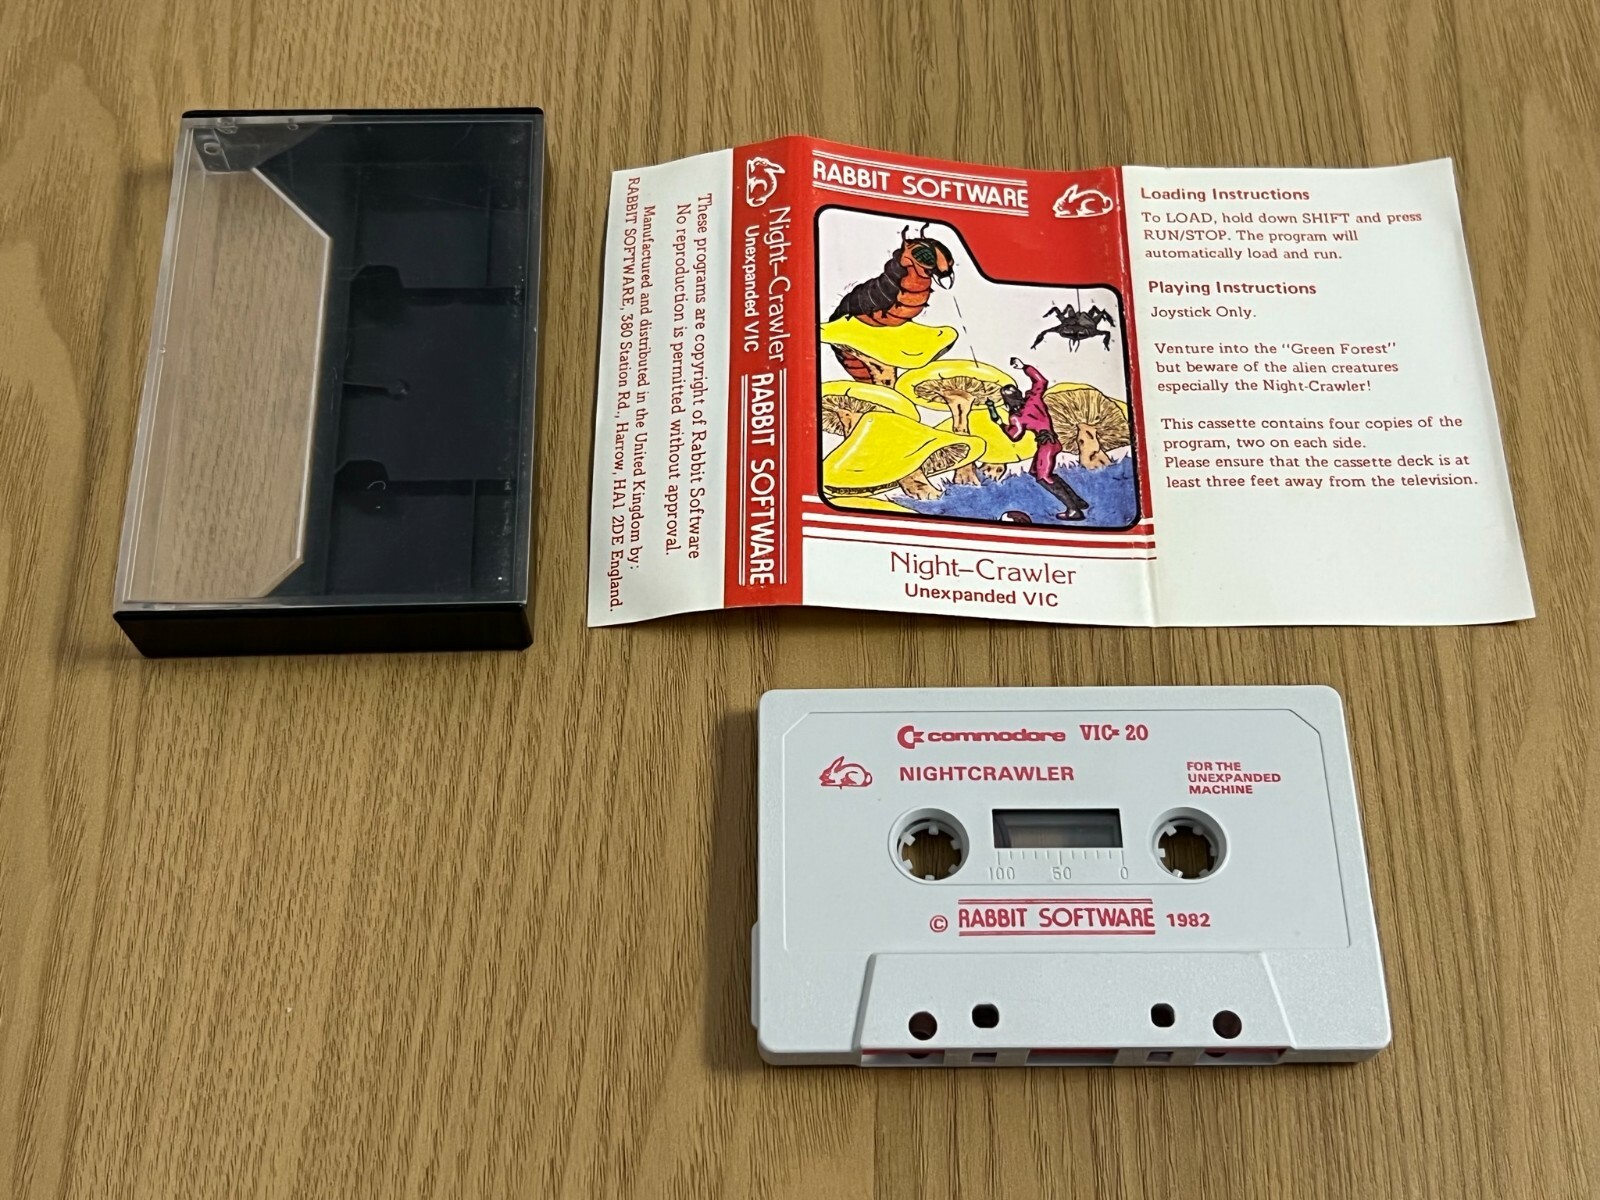 RABBIT SOFTWARE, 380 Station Rd., Harrow, HA1 2DE England.
Manufactured and distributed in the United Kingdom by:
No reproduction is permitted without approval.
These programs are copyright of Rabbit Software
Night-Crawler
Unexpanded VIC
RABBIT SOFTWARE
RABBIT SOFTWARE
Night-Crawler
Unexpanded VIC
Loading Instructions
To LOAD, hold down SHIFT and press
RUN/STOP. The program will
automatically load and run.
Playing Instructions
Joystick Only.
Venture into the "Green Forest"
but beware of the alien creatures
especially the Night-Crawler!
This cassette contains four copies of the
program, two on each side.
Please ensure that the cassette deck is at
least three feet away from the television.
commodore VIC-20
NIGHTCRAWLER
FOR THE
UNEXPANDED
MACHINE
100 50 0
© RABBIT SOFTWARE 1982